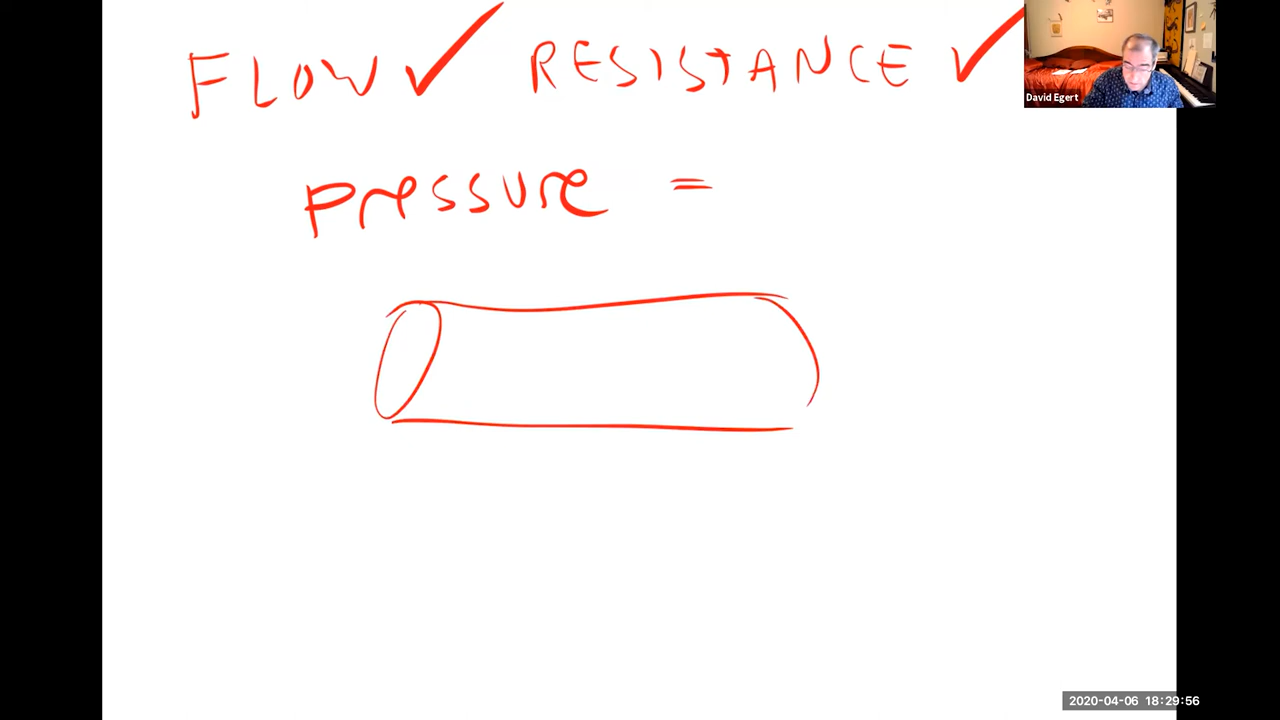 FLOW ✓ RESISTANCE ✓
David Egert
pressure =
2020-04-06 18:29:56